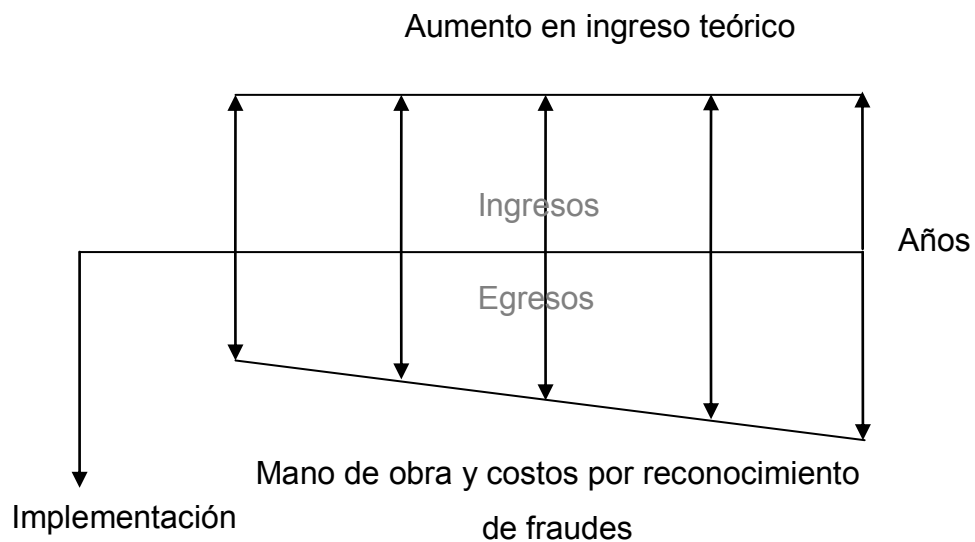 Aumento en ingreso teórico
Ingresos
Años
Egresos
Mano de obra y costos por reconocimiento
de fraudes
Implementación